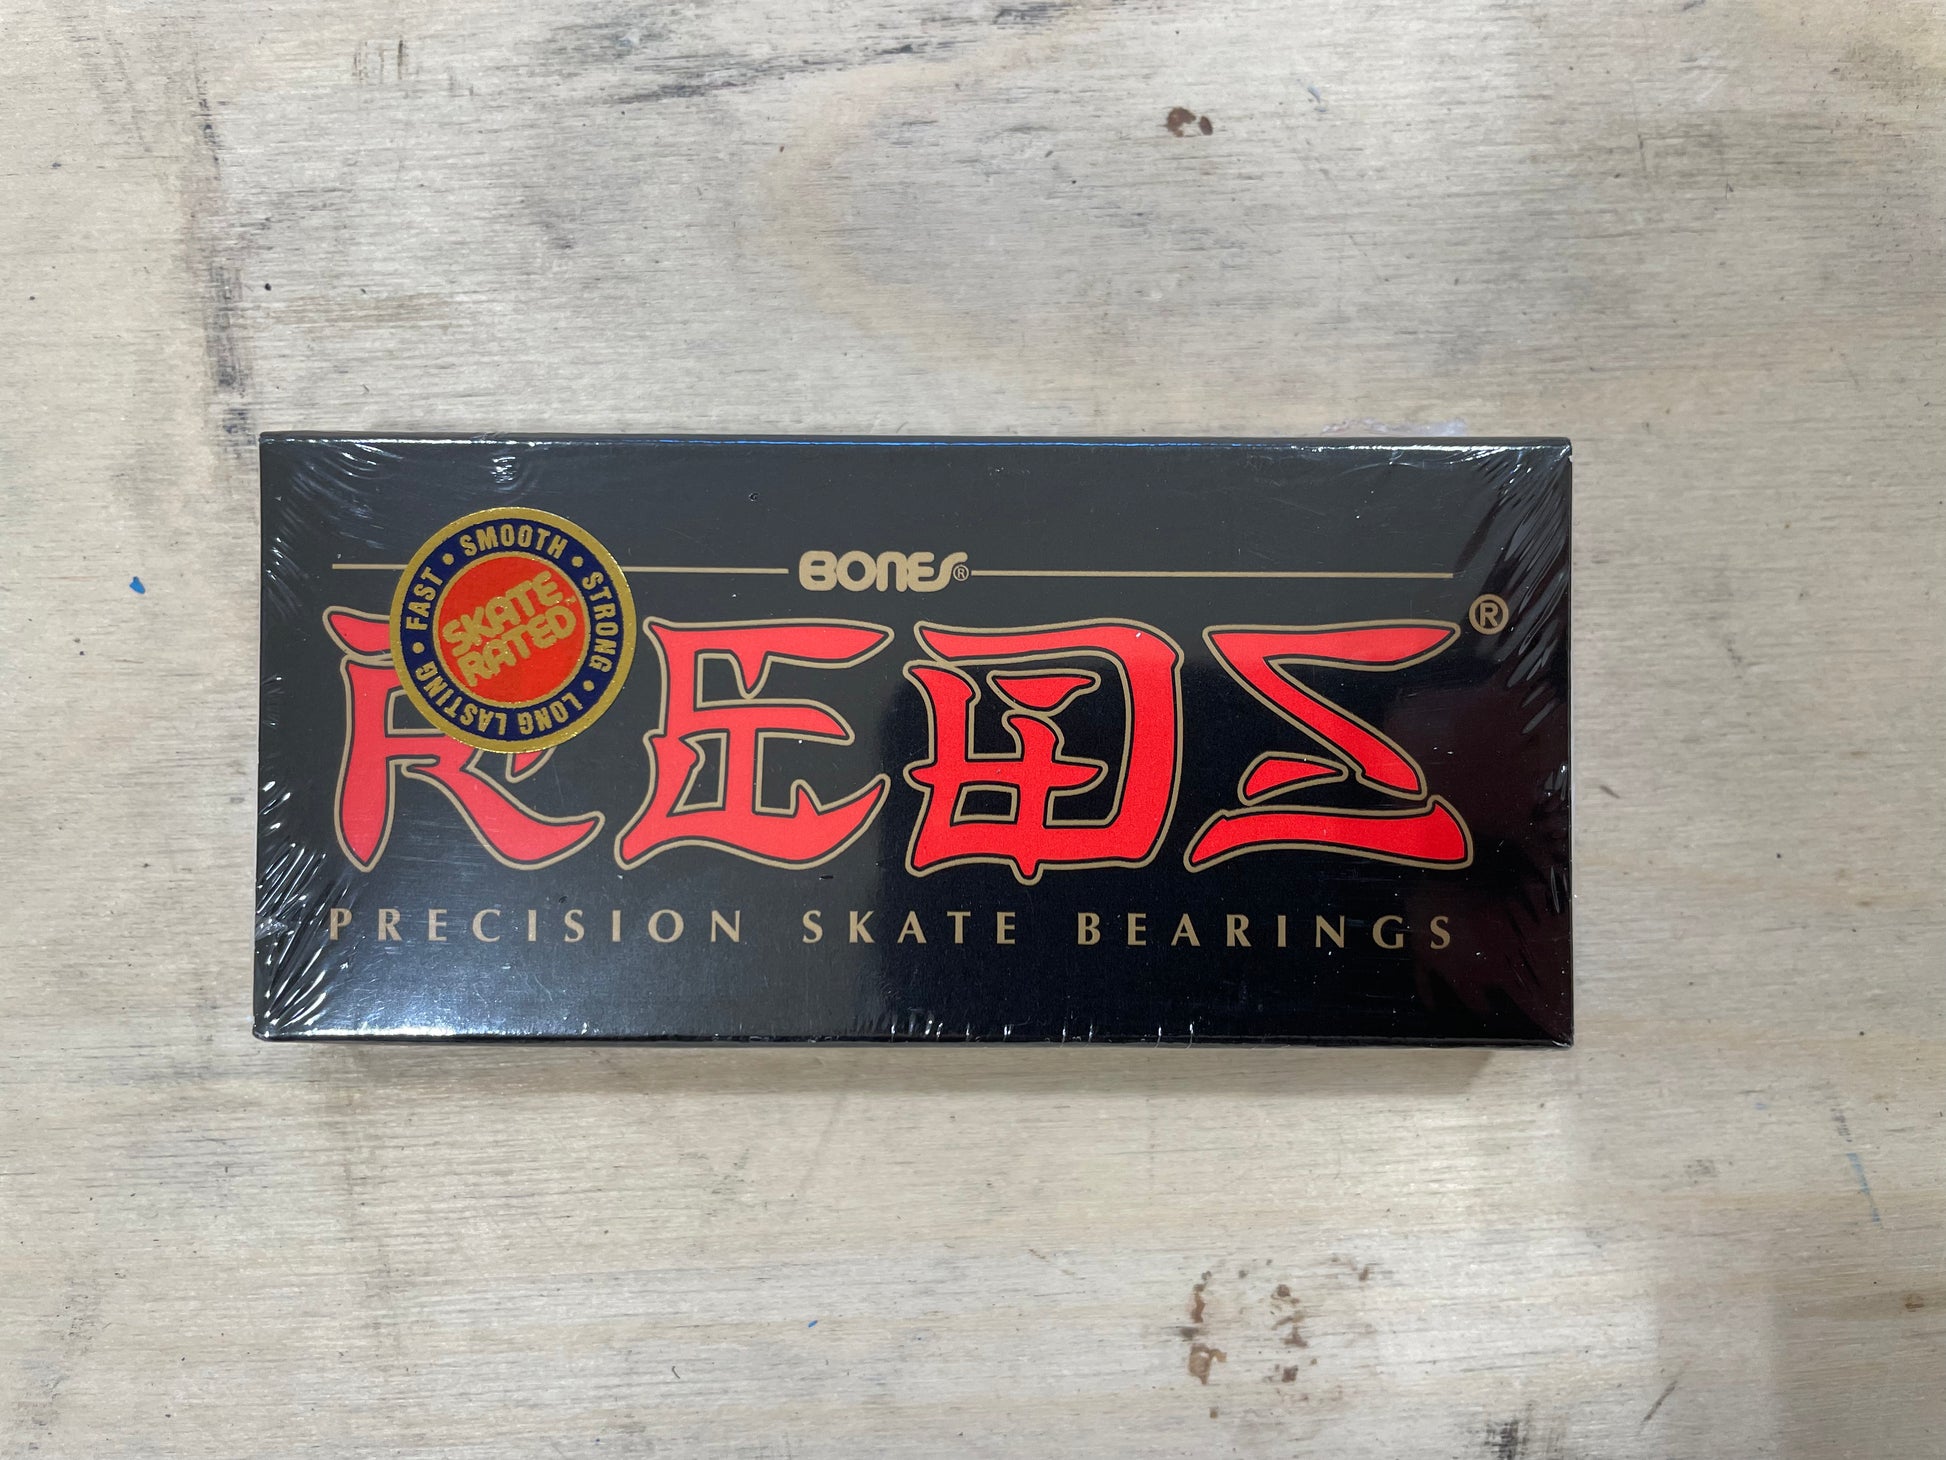 BONES®
REDS®
PRECISION SKATE BEARINGS
SKATE
RATED
FAST • SMOOTH • STRONG • LONG LASTING •